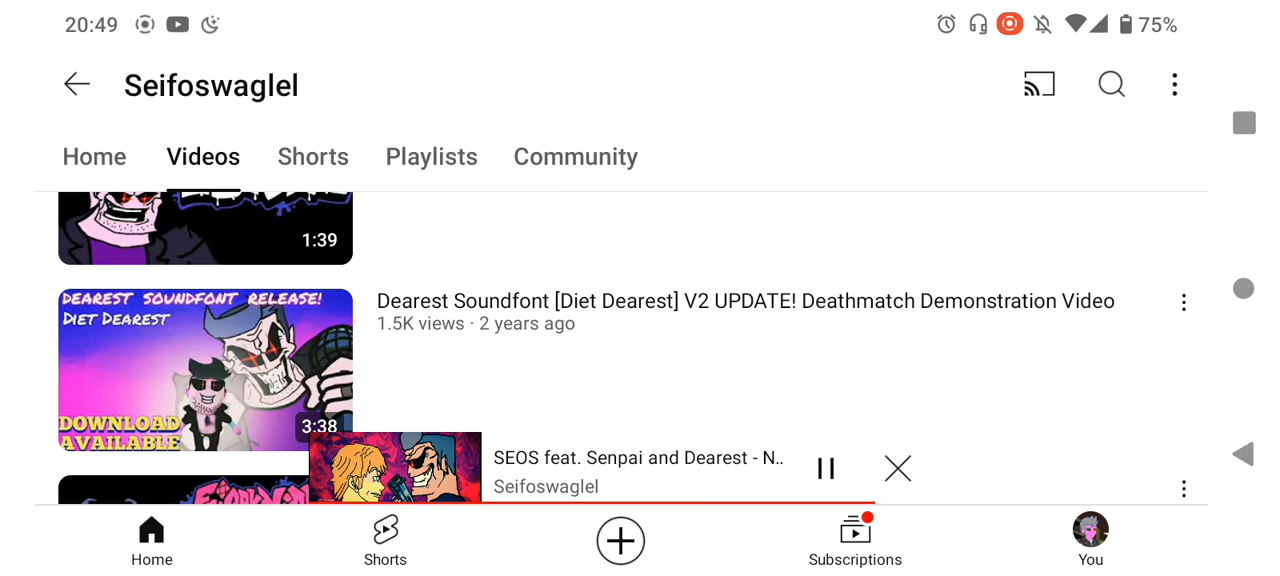 20:49
75%
Seifoswaglel
Home Videos Shorts Playlists Community
1:39
DEAREST SOUNDFONT RELEASE!
DIET DEAREST
DOWNLOAD
AVAILABLE
3:38
Dearest Soundfont [Diet Dearest] V2 UPDATE! Deathmatch Demonstration Video
1.5K views · 2 years ago
SEOS feat. Senpai and Dearest - N..
Seifoswaglel
Home Shorts Subscriptions You